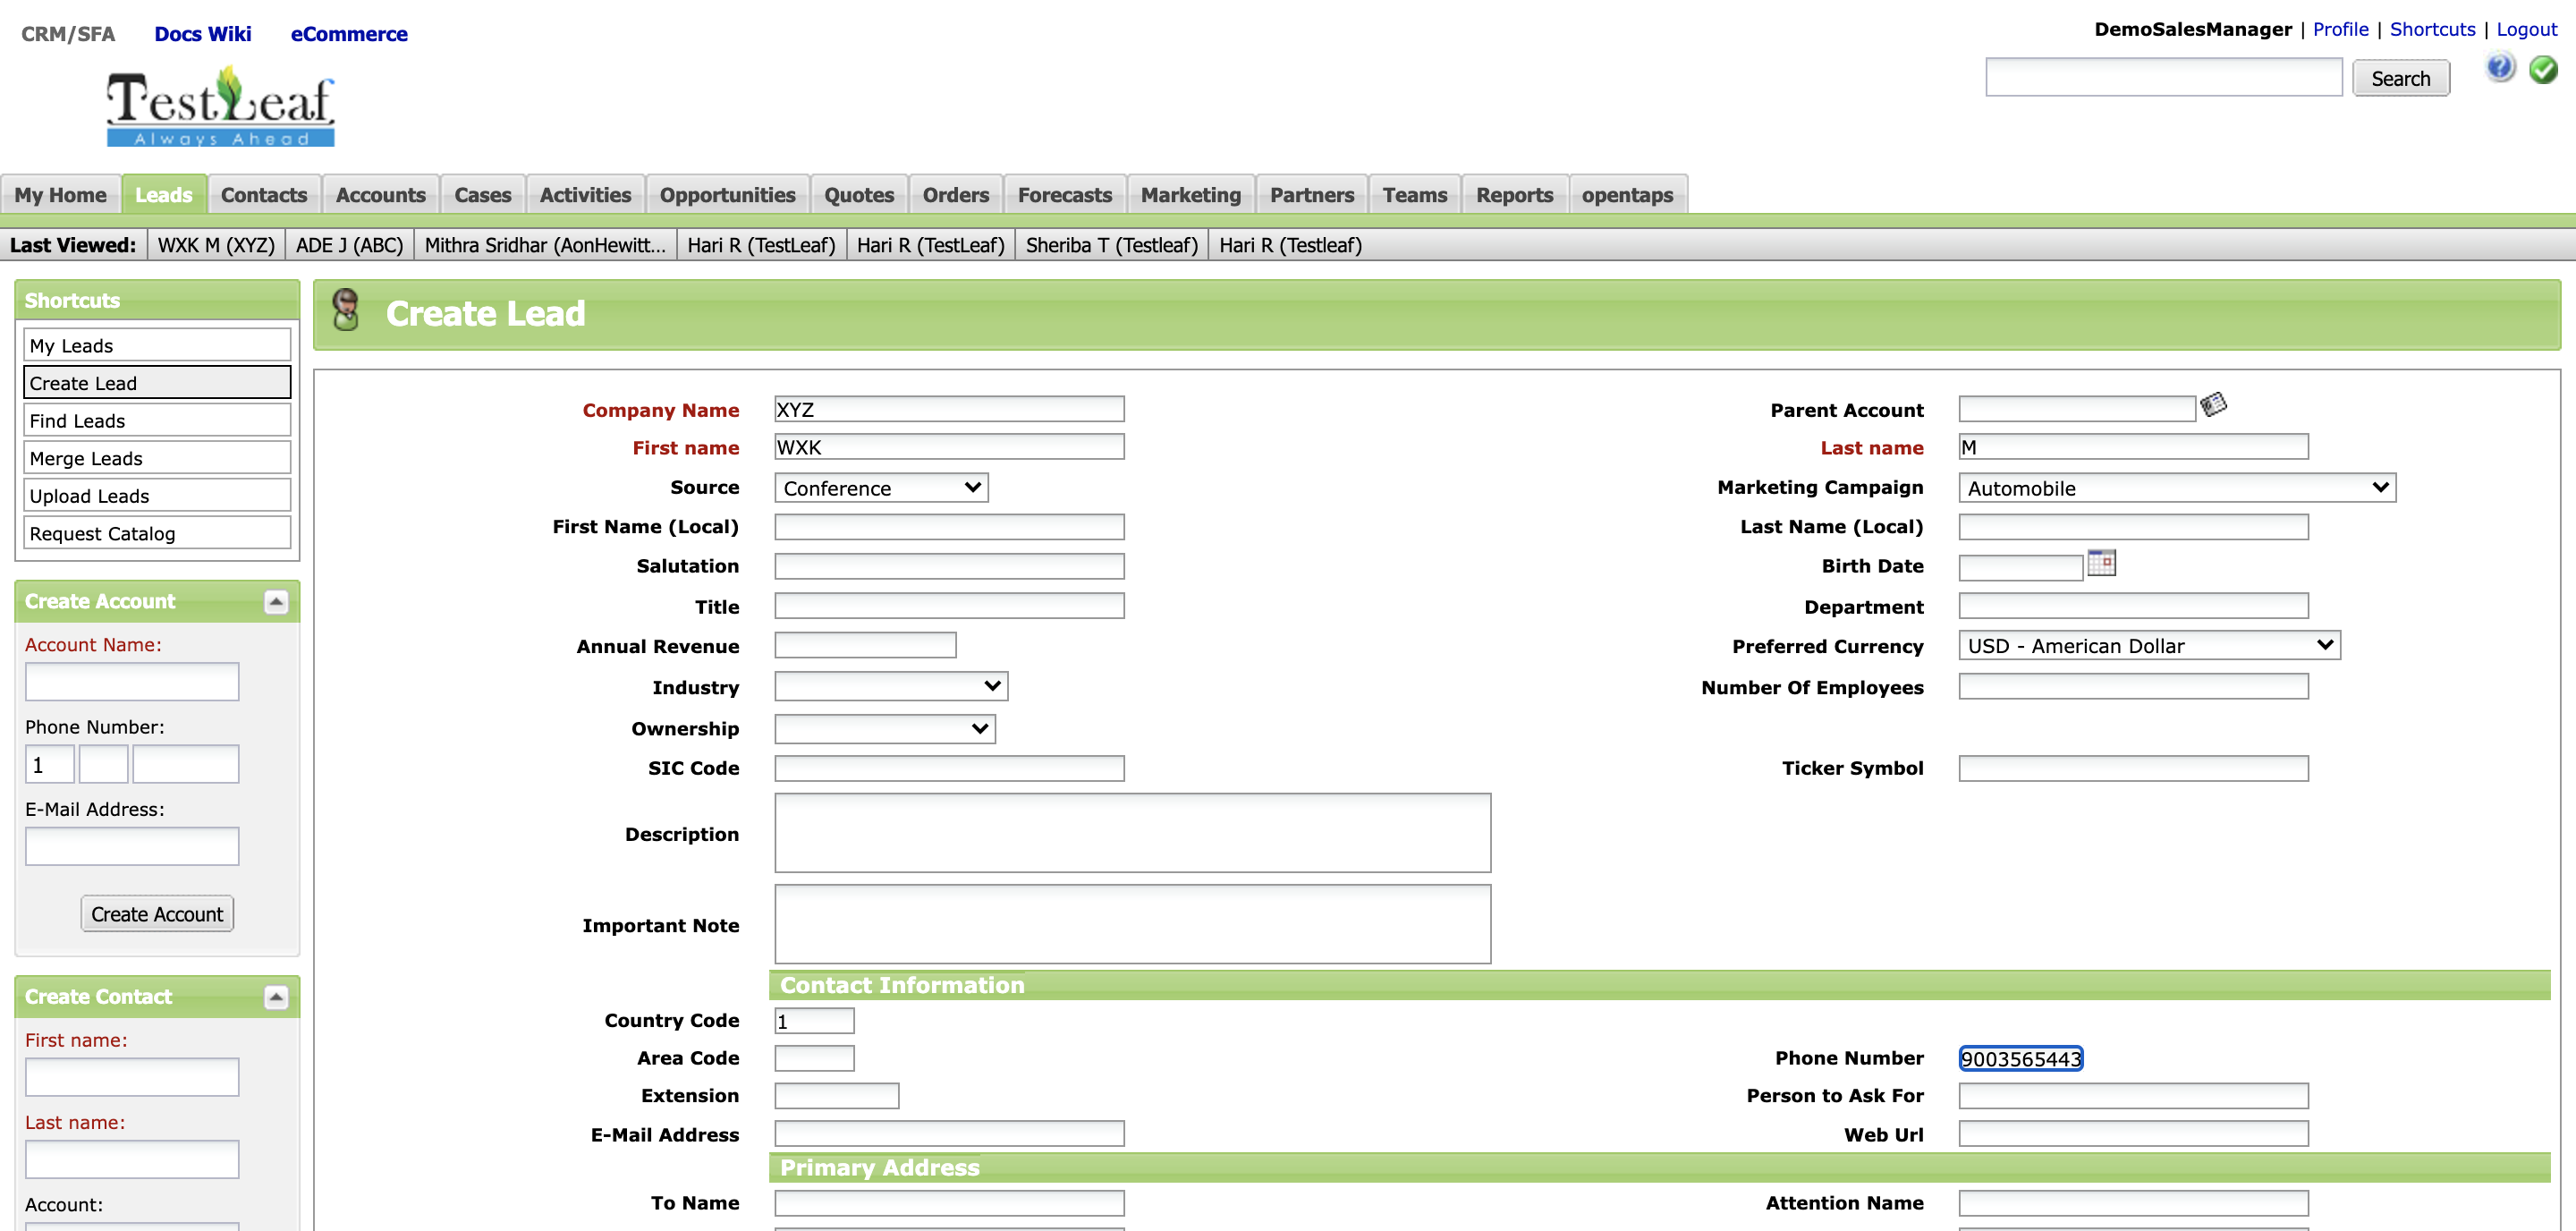 CRM/SFA Docs Wiki eCommerce
DemoSalesManager | Profile | Shortcuts | Logout
Search
TestLeaf
Always Ahead
My Home Leads Contacts Accounts Cases Activities Opportunities Quotes Orders Forecasts Marketing Partners Teams Reports opentaps
Last Viewed: WXK M (XYZ) ADE J (ABC) Mithra Sridhar (AonHewitt... Hari R (TestLeaf) Hari R (TestLeaf) Sheriba T (Testleaf) Hari R (Testleaf)
Shortcuts
My Leads
Create Lead
Find Leads
Merge Leads
Upload Leads
Request Catalog
Create Account
Account Name:
Phone Number:
1
E-Mail Address:
Create Account
Create Contact
First name:
Last name:
Account:
Create Lead
Company Name XYZ Parent Account
First name WXK Last name M
Source Conference Marketing Campaign Automobile
First Name (Local) Last Name (Local)
Salutation Birth Date
Title Department
Annual Revenue Preferred Currency USD - American Dollar
Industry Number Of Employees
Ownership
SIC Code Ticker Symbol
Description
Important Note
Contact Information
Country Code 1
Area Code Phone Number 9003565443
Extension Person to Ask For
E-Mail Address Web Url
Primary Address
To Name Attention Name